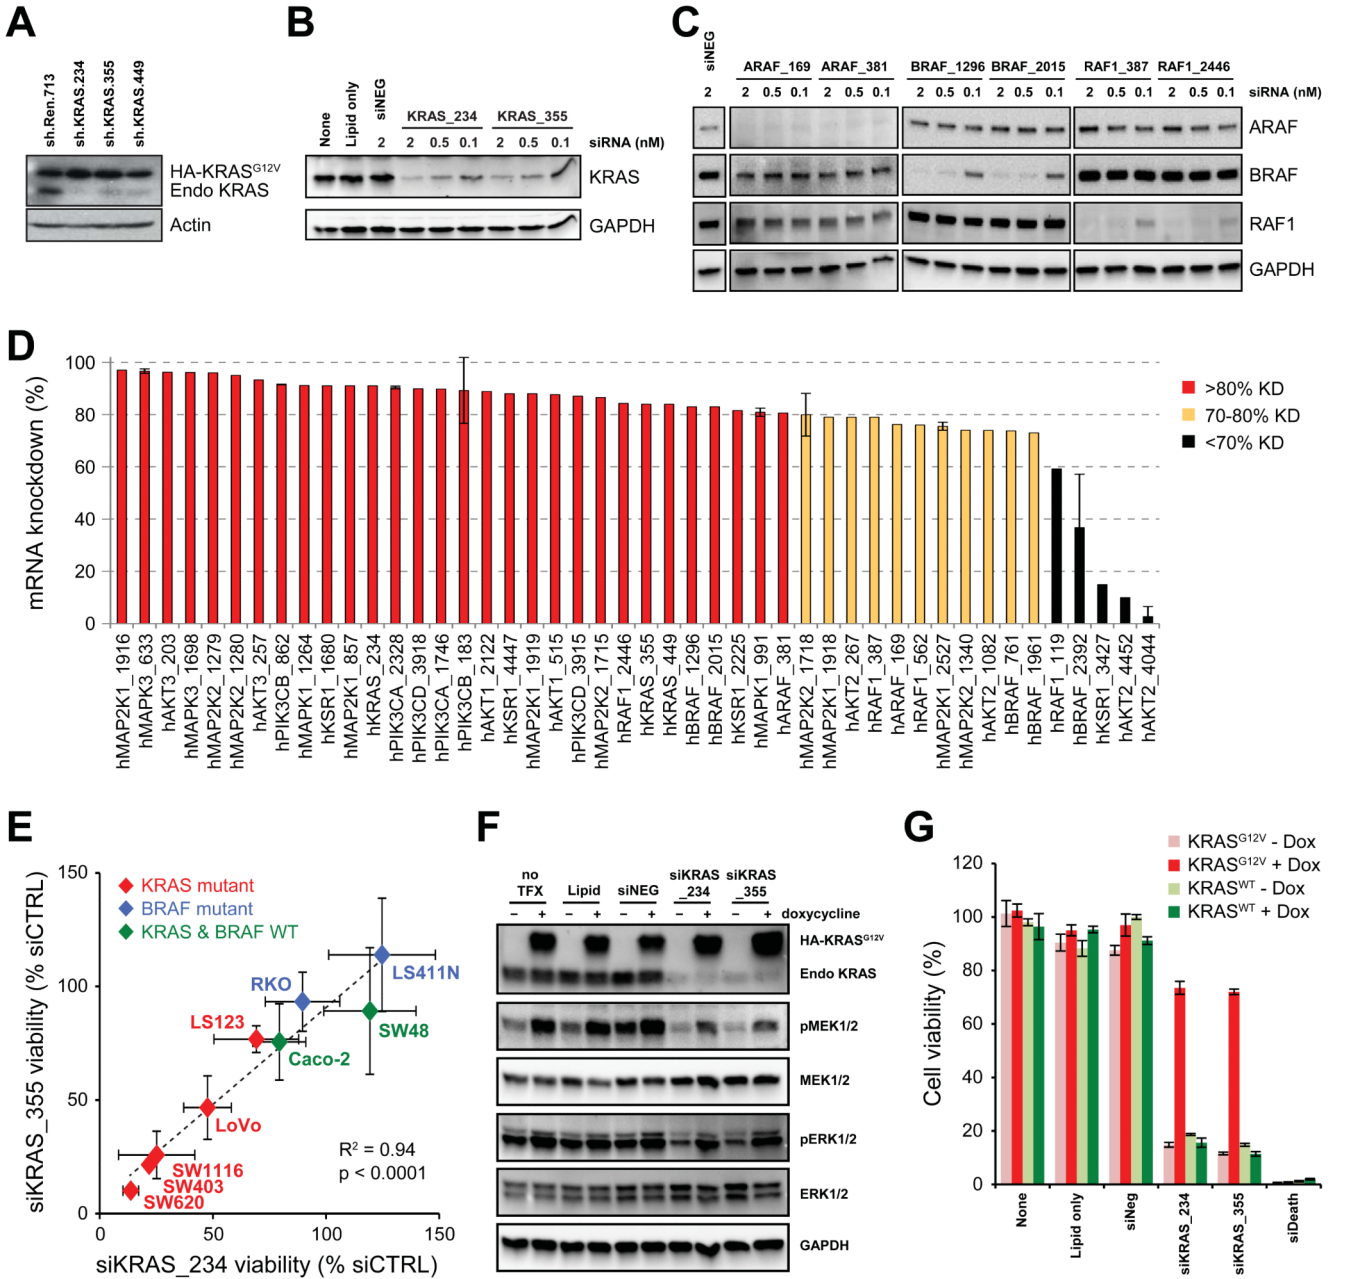 A
sh.Ren.713
sh.KRAS.234
sh.KRAS.355
sh.KRAS.449
HA-KRASG12V
Endo KRAS
Actin
B
None
Lipid only
siNEG
KRAS_234
KRAS_355
2 2 0.5 0.1 2 0.5 0.1 siRNA (nM)
KRAS
GAPDH
C
siNEG
ARAF_169 ARAF_381 BRAF_1296 BRAF_2015 RAF1_387 RAF1_2446
2 2 0.5 0.1 2 0.5 0.1 2 0.5 0.1 2 0.5 0.1 2 0.5 0.1 2 0.5 0.1 siRNA (nM)
ARAF
BRAF
RAF1
GAPDH
D
mRNA knockdown (%)
100
80
60
40
20
0
>80% KD
70-80% KD
<70% KD
hMAP2K1_1916
hMAPK3_633
hAKT3_203
hMAPK3_1698
hMAP2K2_1279
hMAP2K2_1280
hAKT3_257
hPIK3CB_862
hMAPK1_1264
hKSR1_1680
hMAP2K1_857
hKRAS_234
hPIK3CA_2328
hPIK3CD_3918
hPIK3CA_1746
hPIK3CB_183
hAKT1_2122
hKSR1_4447
hMAP2K1_1919
hAKT1_515
hPIK3CD_3915
hMAP2K2_1715
hRAF1_2446
hKRAS_355
hKRAS_449
hBRAF_1296
hBRAF_2015
hKSR1_2225
hMAPK1_991
hARAF_381
hMAP2K2_1718
hMAP2K1_1918
hAKT2_267
hRAF1_387
hARAF_169
hRAF1_562
hMAP2K1_2527
hMAP2K2_1340
hAKT2_1082
hBRAF_761
hBRAF_1961
hRAF1_119
hBRAF_2392
hKSR1_3427
hAKT2_4452
hAKT2_4044
E
siKRAS_355 viability (% siCTRL)
150
100
50
0
KRAS mutant
BRAF mutant
KRAS & BRAF WT
RKO
LS411N
LS123
SW48
Caco-2
LoVo
SW1116
SW403
SW620
R2 = 0.94
p < 0.0001
0 50 100 150
siKRAS_234 viability (% siCTRL)
F
no TFX
Lipid
siNEG
siKRAS _234
siKRAS _355
– + – + – + – + – + doxycycline
HA-KRASG12V
Endo KRAS
pMEK1/2
MEK1/2
pERK1/2
ERK1/2
GAPDH
G
KRASG12V - Dox
KRASG12V + Dox
KRASWT - Dox
KRASWT + Dox
Cell viability (%)
120
100
80
60
40
20
0
None
Lipid only
siNeg
siKRAS_234
siKRAS_355
siDeath